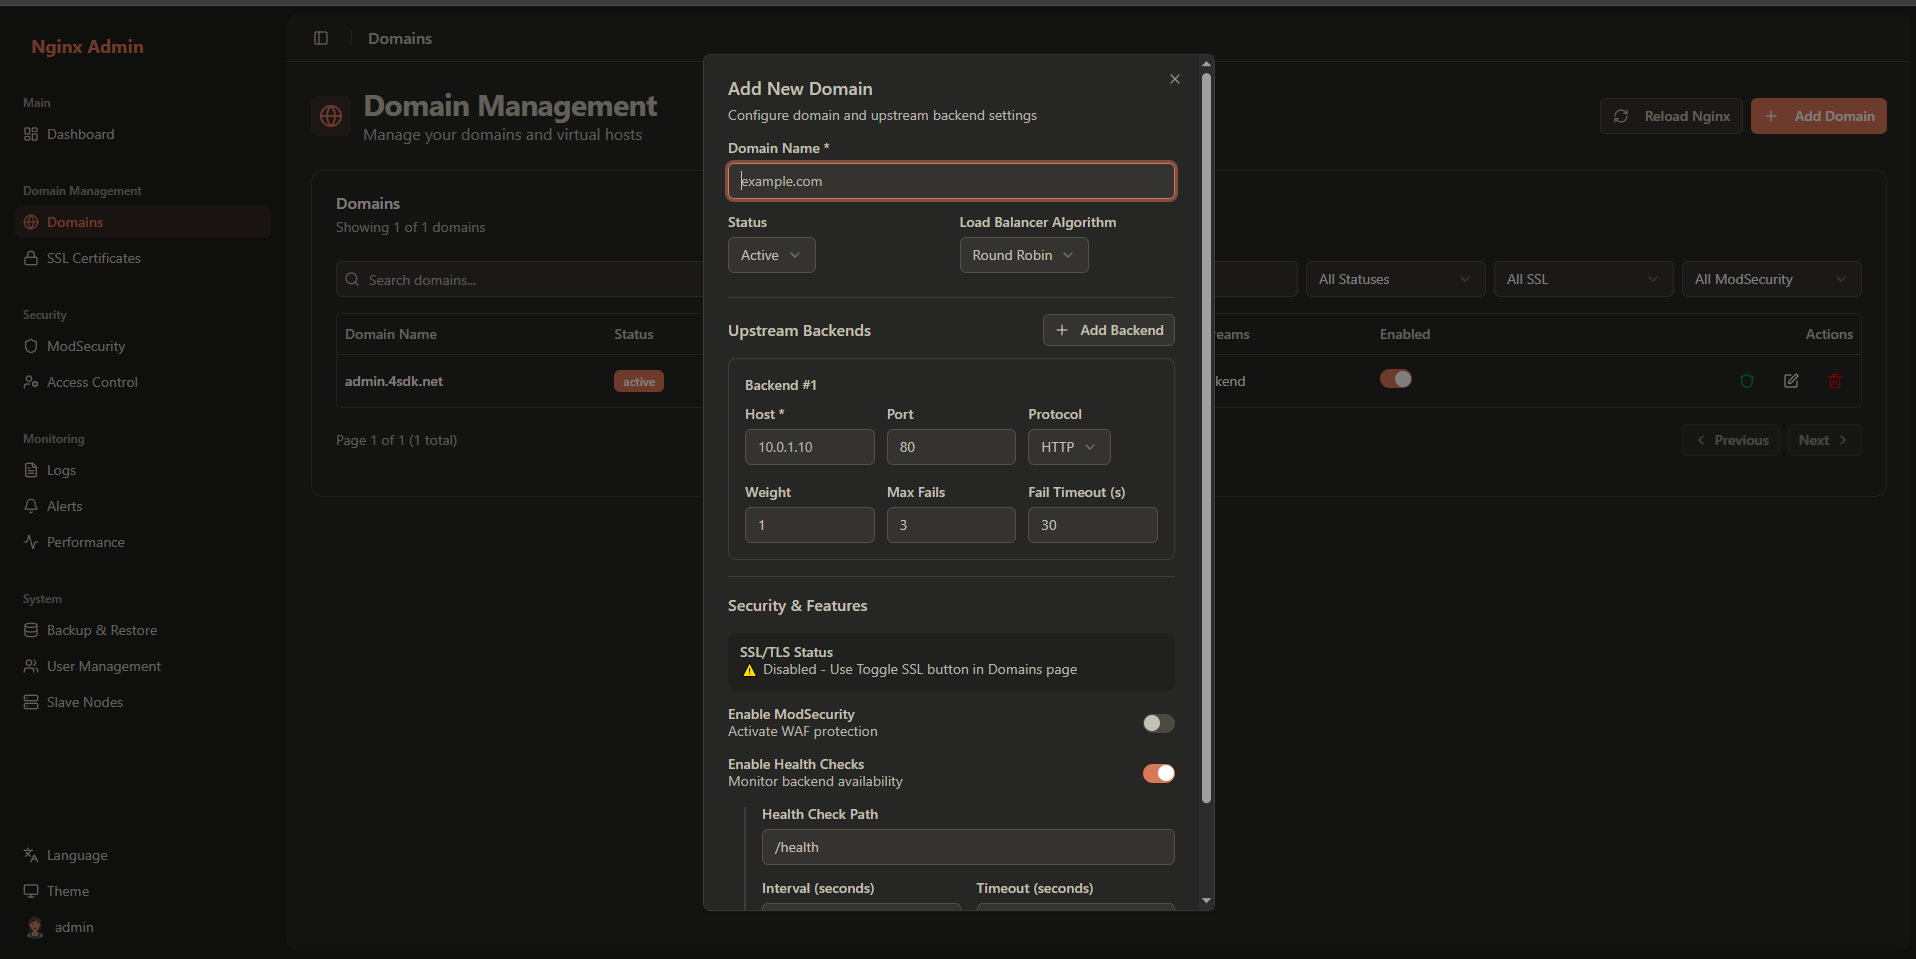 Nginx Admin
Main
Dashboard
Domain Management
Domains
SSL Certificates
Security
ModSecurity
Access Control
Monitoring
Logs
Alerts
Performance
System
Backup & Restore
User Management
Slave Nodes
Language
Theme
admin
Domains
Domain Management
Manage your domains and virtual hosts
Reload Nginx
Add Domain
Domains
Showing 1 of 1 domains
Search domains...
All Statuses
All SSL
All ModSecurity
Domain Name
Status
reams
Enabled
Actions
admin.4sdk.net
active
kend
Page 1 of 1 (1 total)
Previous
Next
Add New Domain
Configure domain and upstream backend settings
Domain Name *
example.com
Status
Load Balancer Algorithm
Active
Round Robin
Upstream Backends
Add Backend
Backend #1
Host *
Port
Protocol
10.0.1.10
80
HTTP
Weight
Max Fails
Fail Timeout (s)
1
3
30
Security & Features
SSL/TLS Status
⚠️ Disabled - Use Toggle SSL button in Domains page
Enable ModSecurity
Activate WAF protection
Enable Health Checks
Monitor backend availability
Health Check Path
/health
Interval (seconds)
Timeout (seconds)